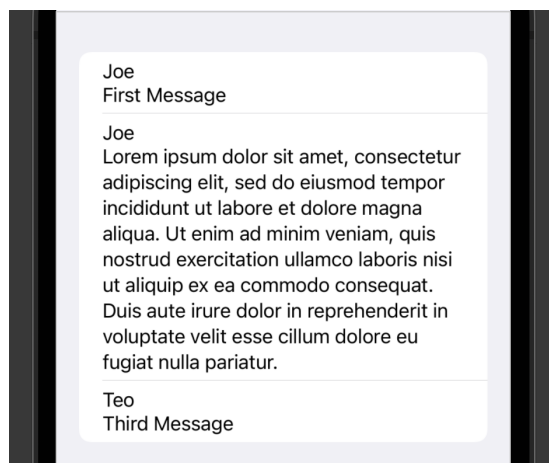 Joe
First Message
Joe
Lorem ipsum dolor sit amet, consectetur
adipiscing elit, sed do eiusmod tempor
incididunt ut labore et dolore magna
aliqua. Ut enim ad minim veniam, quis
nostrud exercitation ullamco laboris nisi
ut aliquip ex ea commodo consequat.
Duis aute irure dolor in reprehenderit in
voluptate velit esse cillum dolore eu
fugiat nulla pariatur.
Teo
Third Message